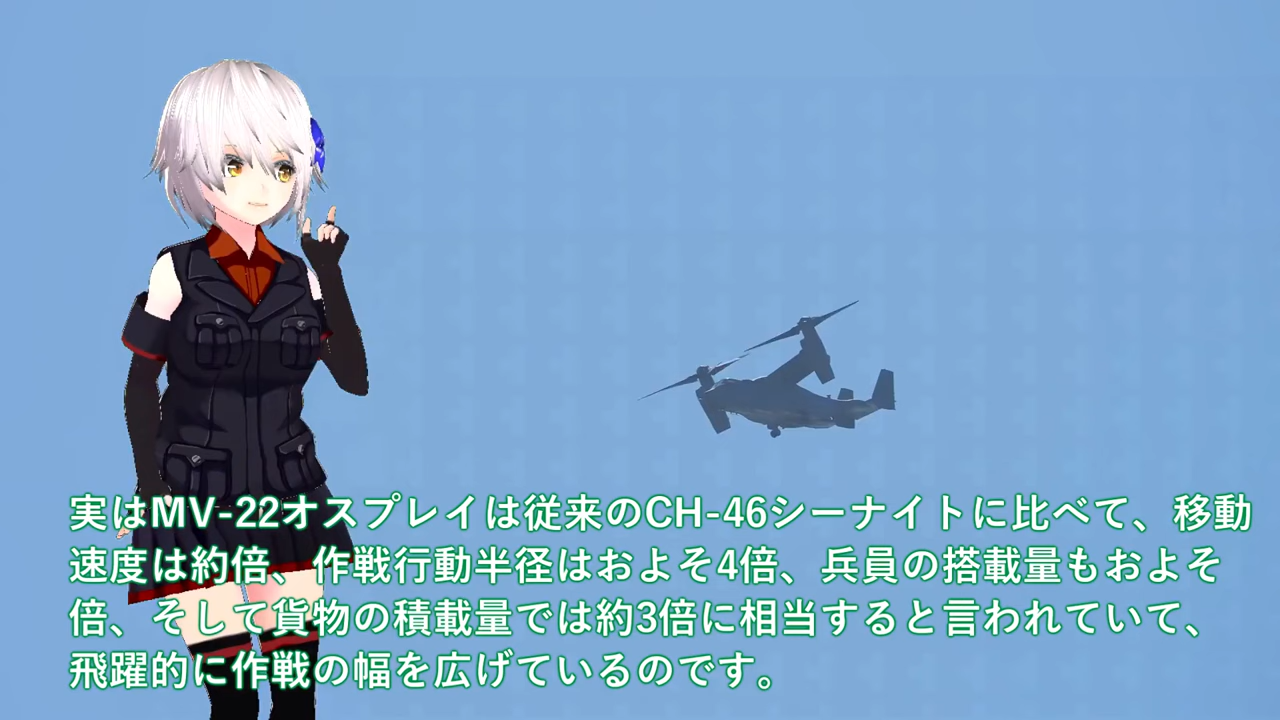 実はMV-22オスプレイは従来のCH-46シーナイトに比べて、移動
速度は約倍、作戦行動半径はおよそ4倍、兵員の搭載量もおよそ
倍、そして貨物の積載量では約3倍に相当すると言われていて、
飛躍的に作戦の幅を広げているのです。